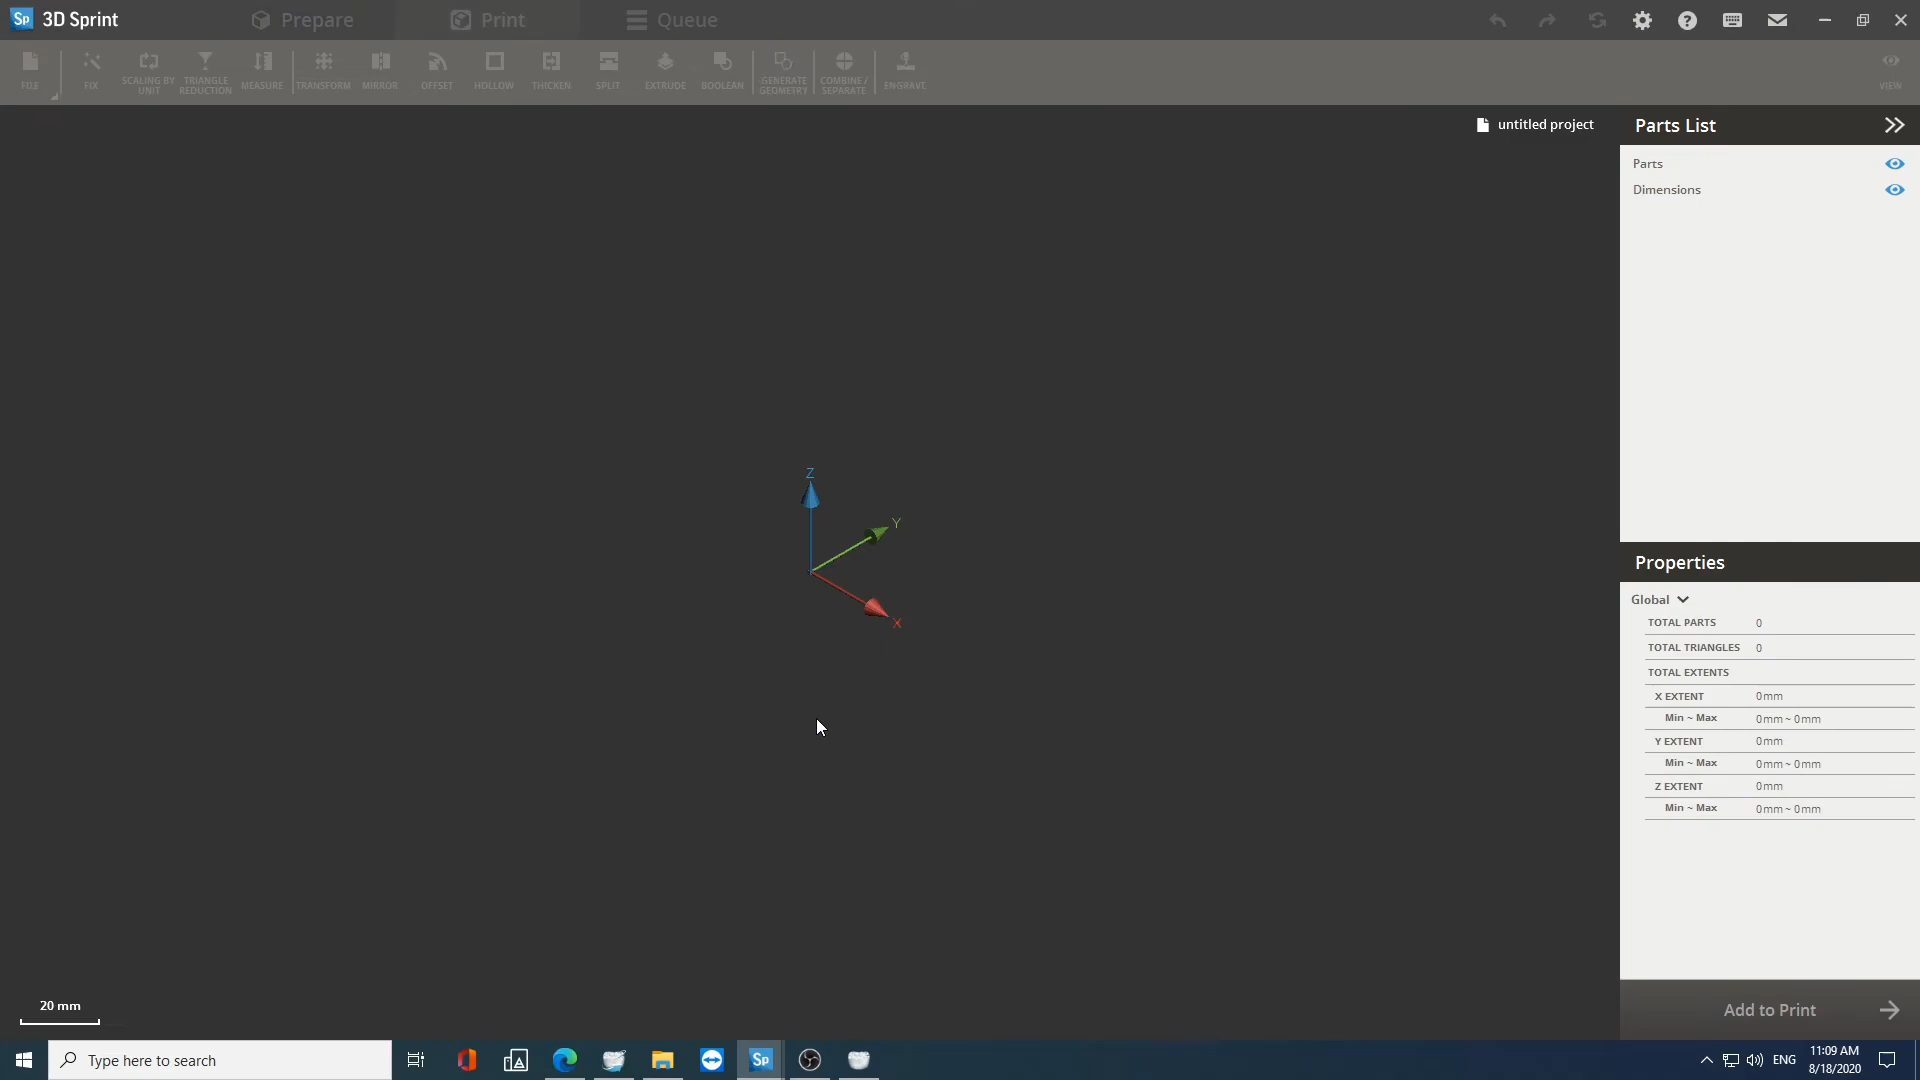 Sp 3D Sprint
Prepare
Print
Queue
FILE
FIX
SCALING BY UNIT
TRIANGLE REDUCTION
MEASURE
TRANSFORM
MIRROR
OFFSET
HOLLOW
THICKEN
SPLIT
EXTRUDE
BOOLEAN
GENERATE GEOMETRY
COMBINE / SEPARATE
ENGRAVE
VIEW
untitled project
Parts List
Parts
Dimensions
Z
Y
X
Properties
Global
TOTAL PARTS 0
TOTAL TRIANGLES 0
TOTAL EXTENTS
X EXTENT 0mm
Min ~ Max 0mm ~ 0mm
Y EXTENT 0mm
Min ~ Max 0mm ~ 0mm
Z EXTENT 0mm
Min ~ Max 0mm ~ 0mm
20 mm
Add to Print
Type here to search
Sp
ENG
11:09 AM
8/18/2020